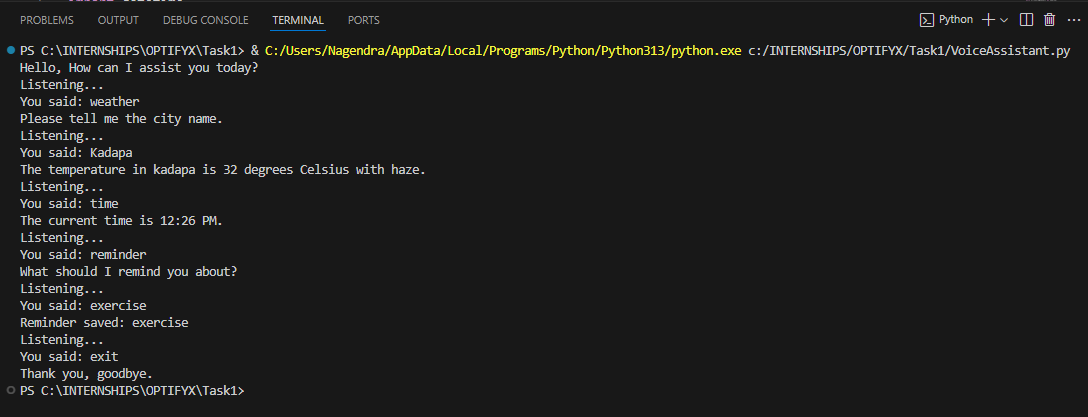 PROBLEMS OUTPUT DEBUG CONSOLE TERMINAL PORTS Python
PS C:\INTERNSHIPS\OPTIFYX\Task1> & C:/Users/Nagendra/AppData/Local/Programs/Python/Python313/python.exe c:/INTERNSHIPS/OPTIFYX/Task1/VoiceAssistant.py
Hello, How can I assist you today?
Listening...
You said: weather
Please tell me the city name.
Listening...
You said: Kadapa
The temperature in kadapa is 32 degrees Celsius with haze.
Listening...
You said: time
The current time is 12:26 PM.
Listening...
You said: reminder
What should I remind you about?
Listening...
You said: exercise
Reminder saved: exercise
Listening...
You said: exit
Thank you, goodbye.
PS C:\INTERNSHIPS\OPTIFYX\Task1>